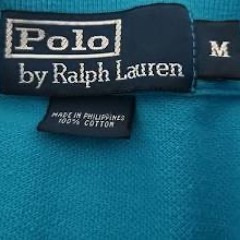 Polo
by Ralph Lauren
M
MADE IN PHILIPPINES
100% COTTON